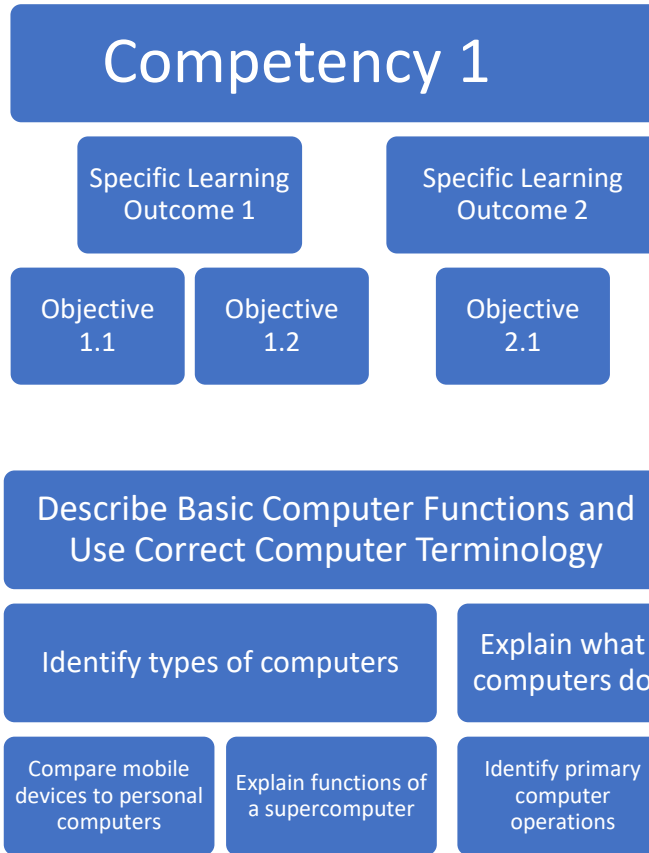 Competency 1
Specific Learning
Outcome 1
Specific Learning
Outcome 2
Objective
1.1
Objective
1.2
Objective
2.1
Describe Basic Computer Functions and
Use Correct Computer Terminology
Identify types of computers
Explain what
computers do
Compare mobile
devices to personal
computers
Explain functions of
a supercomputer
Identify primary
computer
operations